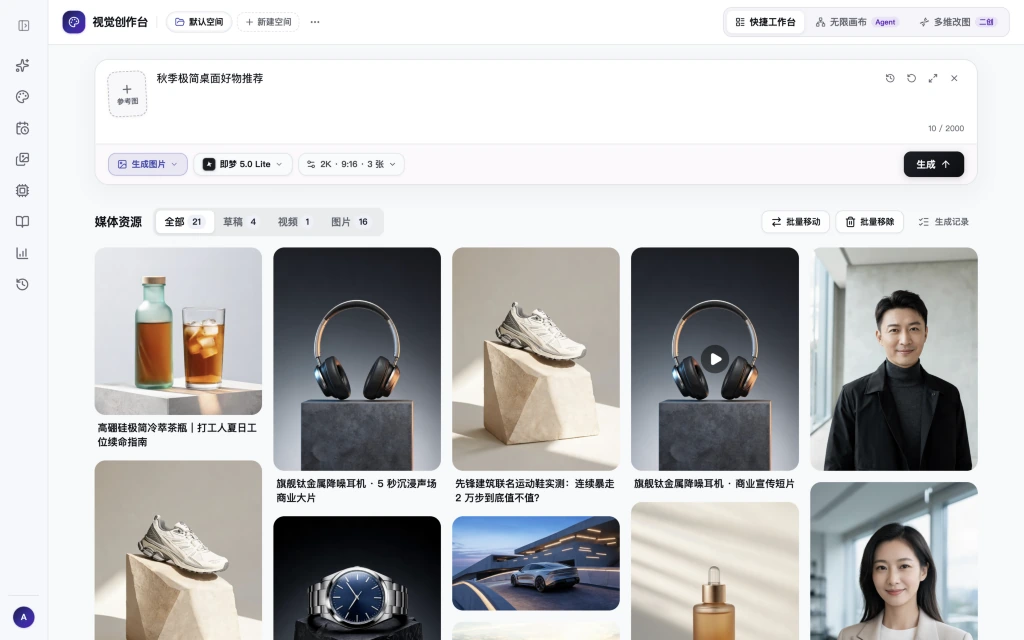 视觉创作台
默认空间
新建空间
快捷工作台
无限画布 Agent
多维改图 二创
参考图
秋季极简桌面好物推荐
10 / 2000
生成图片
即梦 5.0 Lite
2K · 9:16 · 3 张
生成
媒体资源
全部 21
草稿 4
视频 1
图片 16
批量移动
批量移除
生成记录
高硼硅极简冷萃茶瓶｜打工人夏日工
位续命指南
旗舰钛金属降噪耳机 · 5 秒沉浸声场
商业大片
先锋建筑联名运动鞋实测：连续暴走
2 万步到底值不值?
旗舰钛金属降噪耳机 · 商业宣传短片
A